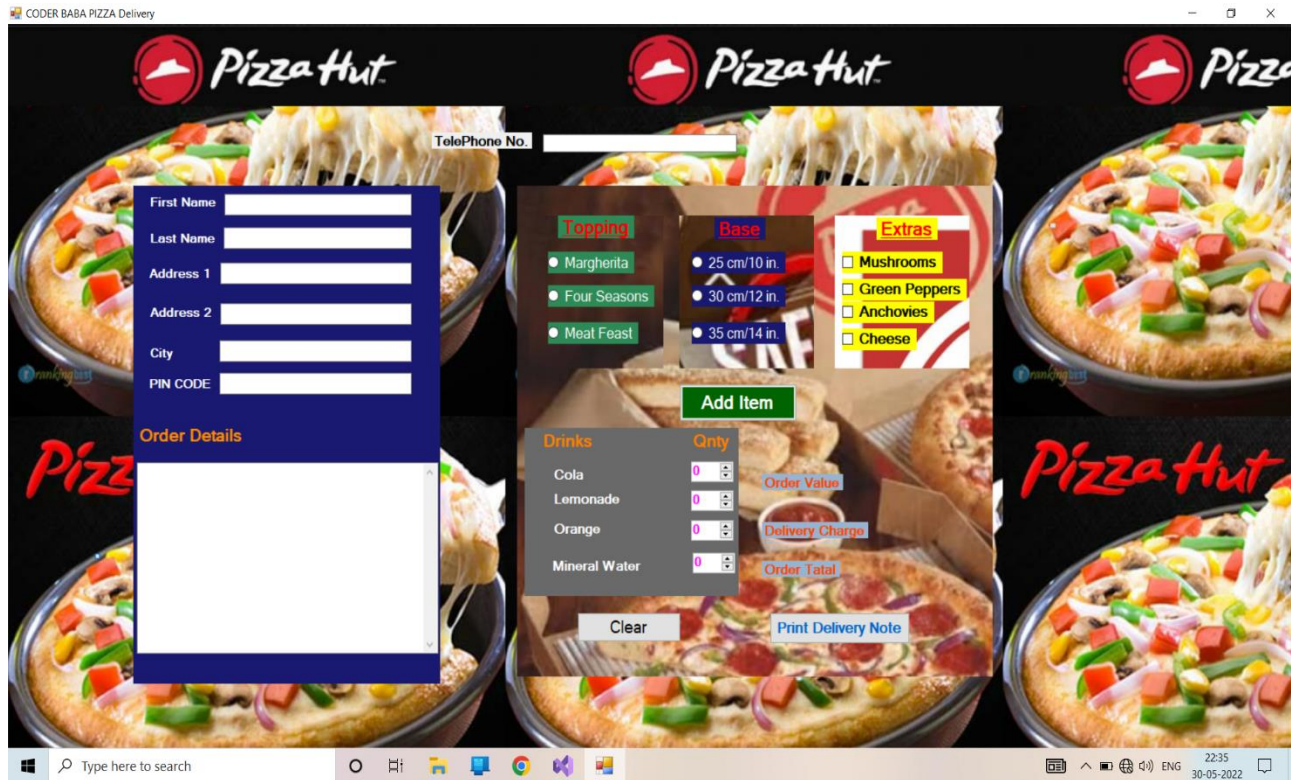 CODER BABA PIZZA Delivery
Pizza Hut
Pizza Hut
Pizz
TelePhone No.
First Name
Last Name
Address 1
Address 2
City
PIN CODE
Order Details
Topping
Margherita
Four Seasons
Meat Feast
Base
25 cm/10 in.
30 cm/12 in.
35 cm/14 in.
Extras
Mushrooms
Green Peppers
Anchovies
Cheese
Add Item
Drinks Qnty
Cola 0
Lemonade 0
Orange 0
Mineral Water 0
Order Value
Delivery Charge
Order Tatal
Clear
Print Delivery Note
rankingbest
rankingbest
Pizz
Pizza Hut
Type here to search
ENG
22:35
30-05-2022